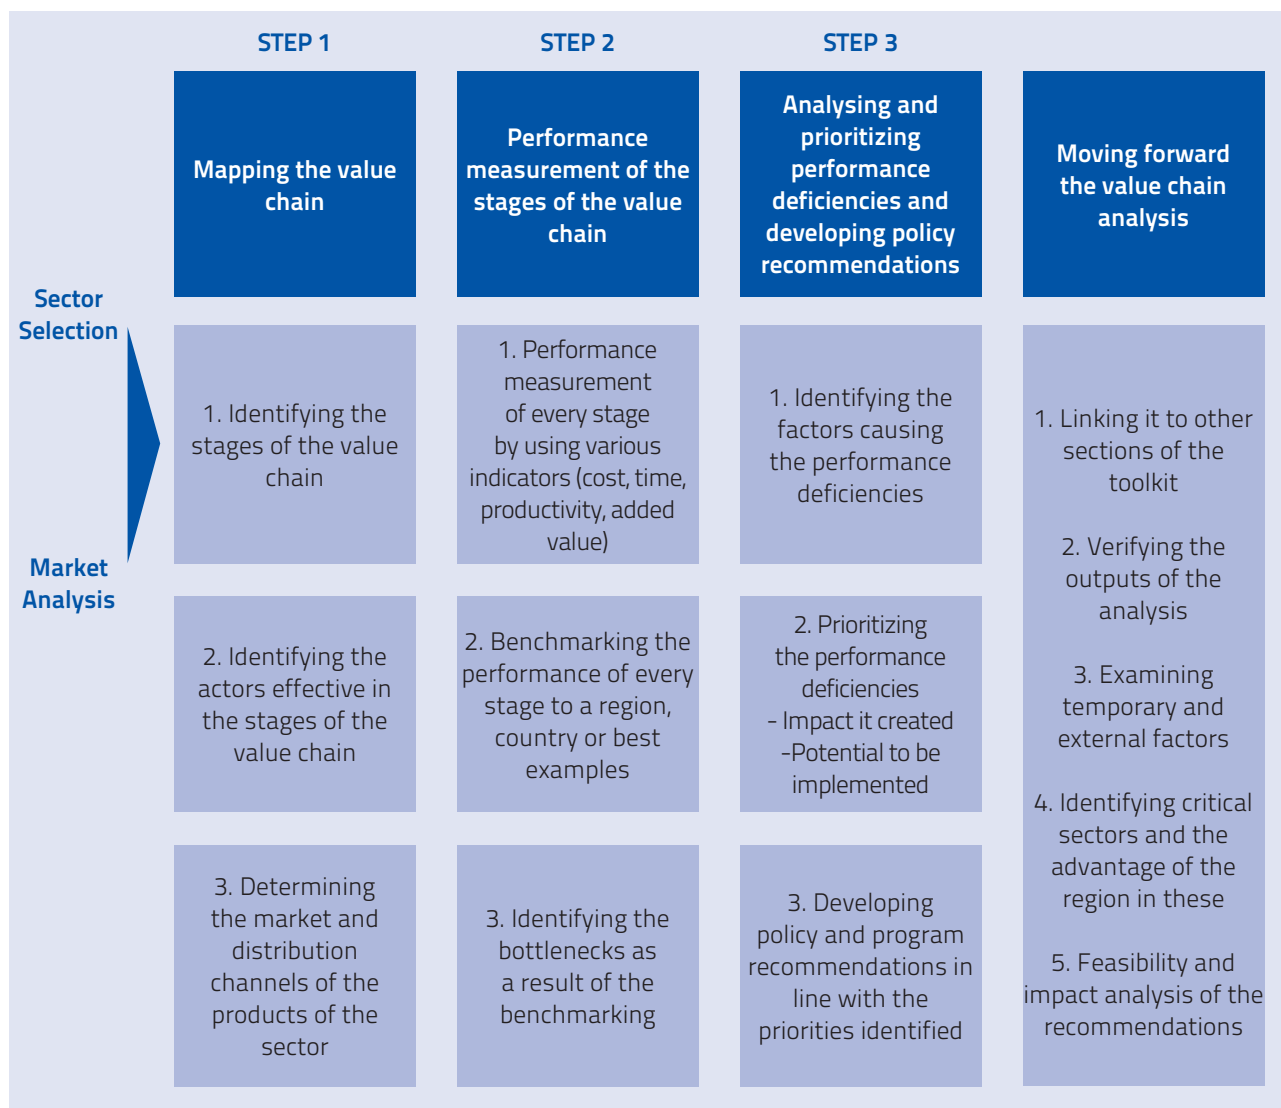 STEP 1
STEP 2
STEP 3
Sector
Selection
Market
Analysis
Mapping the value
chain
1. Identifying the
stages of the value
chain
2. Identifying the
actors effective in
the stages of the
value chain
3. Determining
the market and
distribution
channels of the
products of the
sector
Performance
measurement of the
stages of the value
chain
1. Performance
measurement
of every stage
by using various
indicators (cost, time,
productivity, added
value)
2. Benchmarking the
performance of every
stage to a region,
country or best
examples
3. Identifying the
bottlenecks as
a result of the
benchmarking
Analysing and
prioritizing
performance
deficiencies and
developing policy
recommendations
1. Identifying the
factors causing
the performance
deficiencies
2. Prioritizing
the performance
deficiencies
- Impact it created
-Potential to be
implemented
3. Developing
policy and program
recommendations in
line with the
priorities identified
Moving forward
the value chain
analysis
1. Linking it to other
sections of the
toolkit
2. Verifying the
outputs of the
analysis
3. Examining
temporary and
external factors
4. Identifying critical
sectors and the
advantage of the
region in these
5. Feasibility and
impact analysis of the
recommendations